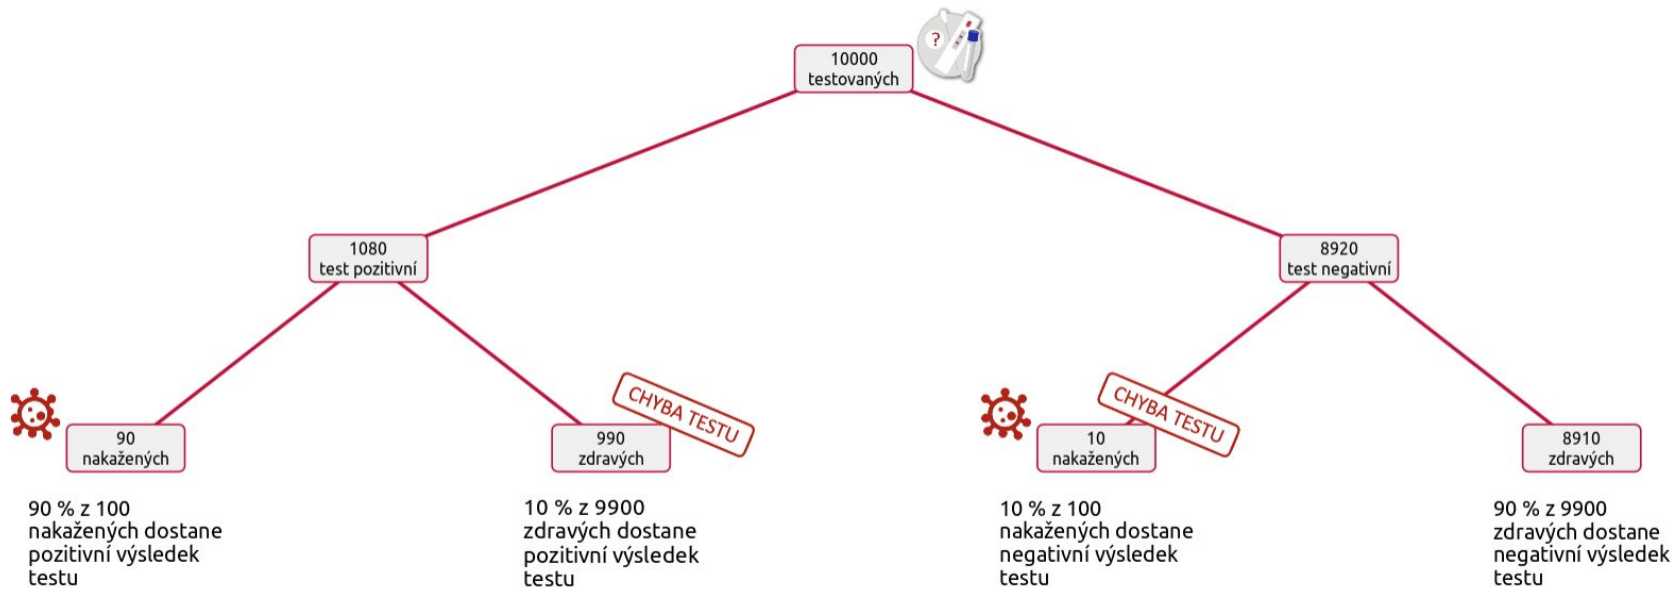 10000
testovaných
?
1080
test pozitivní
8920
test negativní
90
nakažených
990
zdravých
CHYBA TESTU
10
nakažených
CHYBA TESTU
8910
zdravých
90 % z 100
nakažených dostane
pozitivní výsledek
testu
10 % z 9900
zdravých dostane
pozitivní výsledek
testu
10 % z 100
nakažených dostane
negativní výsledek
testu
90 % z 9900
zdravých dostane
negativní výsledek
testu